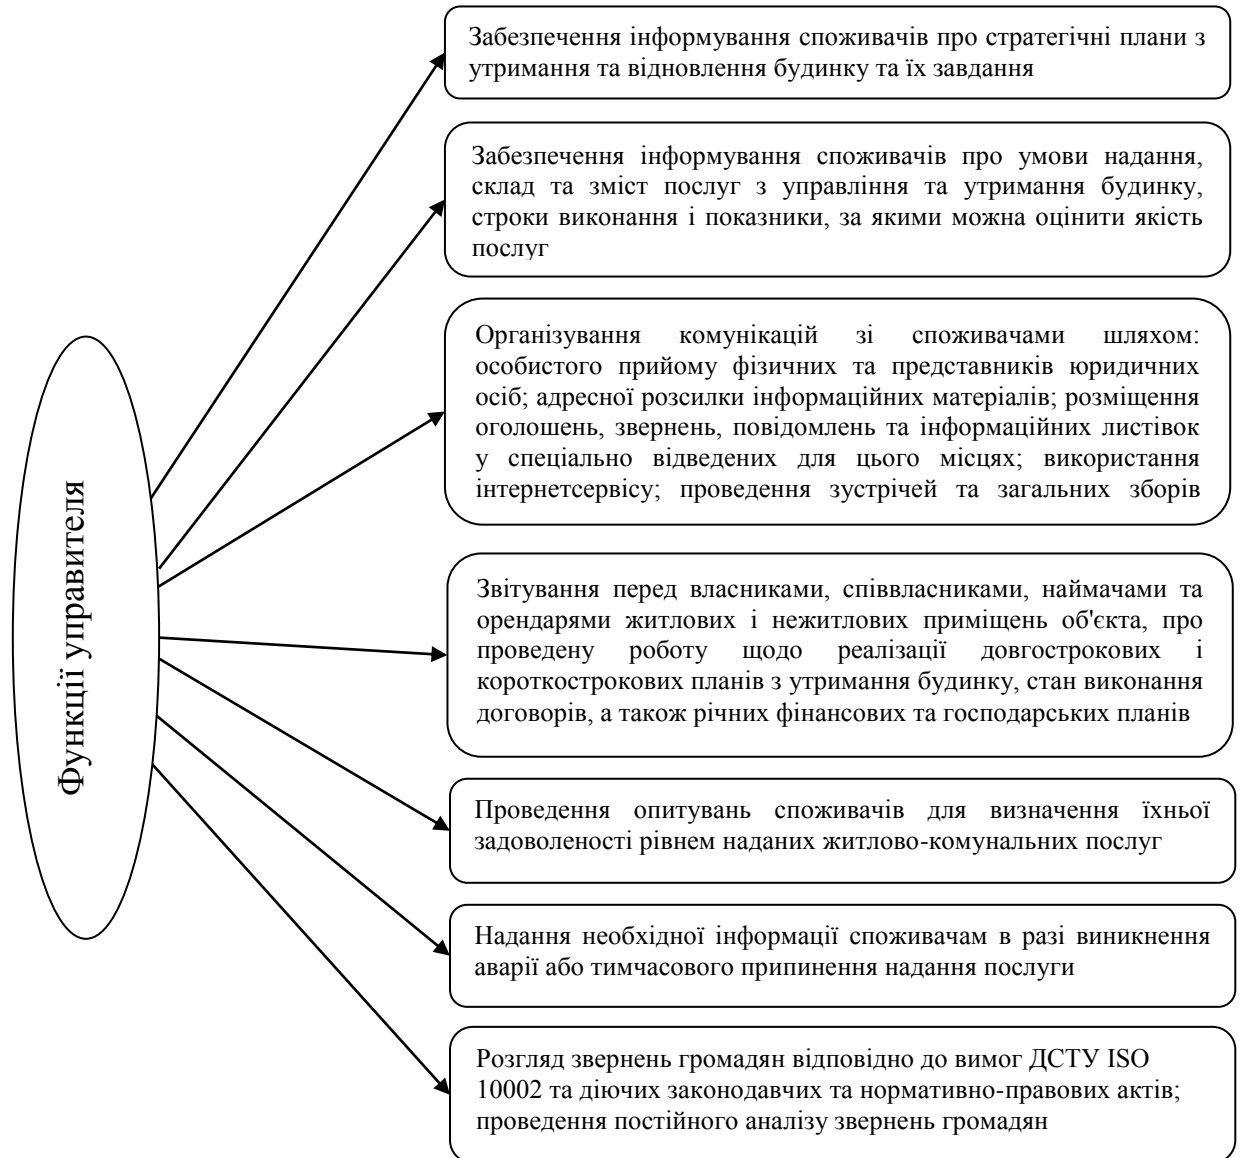 Функції управителя
Забезпечення інформування споживачів про стратегічні плани з
утримання та відновлення будинку та їх завдання
Забезпечення інформування споживачів про умови надання,
склад та зміст послуг з управління та утримання будинку,
строки виконання і показники, за якими можна оцінити якість
послуг
Організування комунікацій зі споживачами шляхом:
особистого прийому фізичних та представників юридичних
осіб; адресної розсилки інформаційних матеріалів; розміщення
оголошень, звернень, повідомлень та інформаційних листівок
у спеціально відведених для цього місцях; використання
інтернетсервісу; проведення зустрічей та загальних зборів
Звітування перед власниками, співвласниками, наймачами та
орендарями житлових і нежитлових приміщень об'єкта, про
проведену роботу щодо реалізації довгострокових і
короткострокових планів з утримання будинку, стан виконання
договорів, а також річних фінансових та господарських планів
Проведення опитувань споживачів для визначення їхньої
задоволеності рівнем наданих житлово-комунальних послуг
Надання необхідної інформації споживачам в разі виникнення
аварії або тимчасового припинення надання послуги
Розгляд звернень громадян відповідно до вимог ДСТУ ISO
10002 та діючих законодавчих та нормативно-правових актів;
проведення постійного аналізу звернень громадян